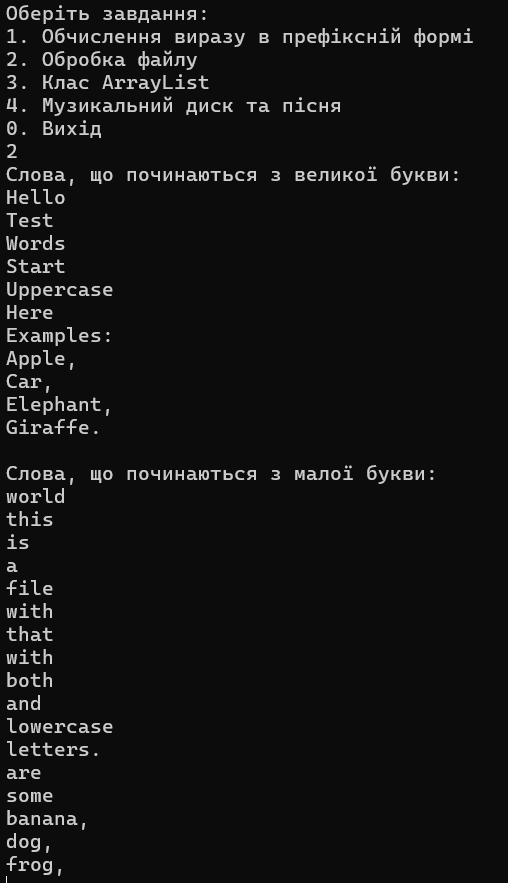 Оберіть завдання:
1. Обчислення виразу в префіксній формі
2. Обробка файлу
3. Клас ArrayList
4. Музикальний диск та пісня
0. Вихід
2
Слова, що починаються з великої букви:
Hello
Test
Words
Start
Uppercase
Here
Examples:
Apple,
Car,
Elephant,
Giraffe.

Слова, що починаються з малої букви:
world
this
is
a
file
with
that
with
both
and
lowercase
letters.
are
some
banana,
dog,
frog,